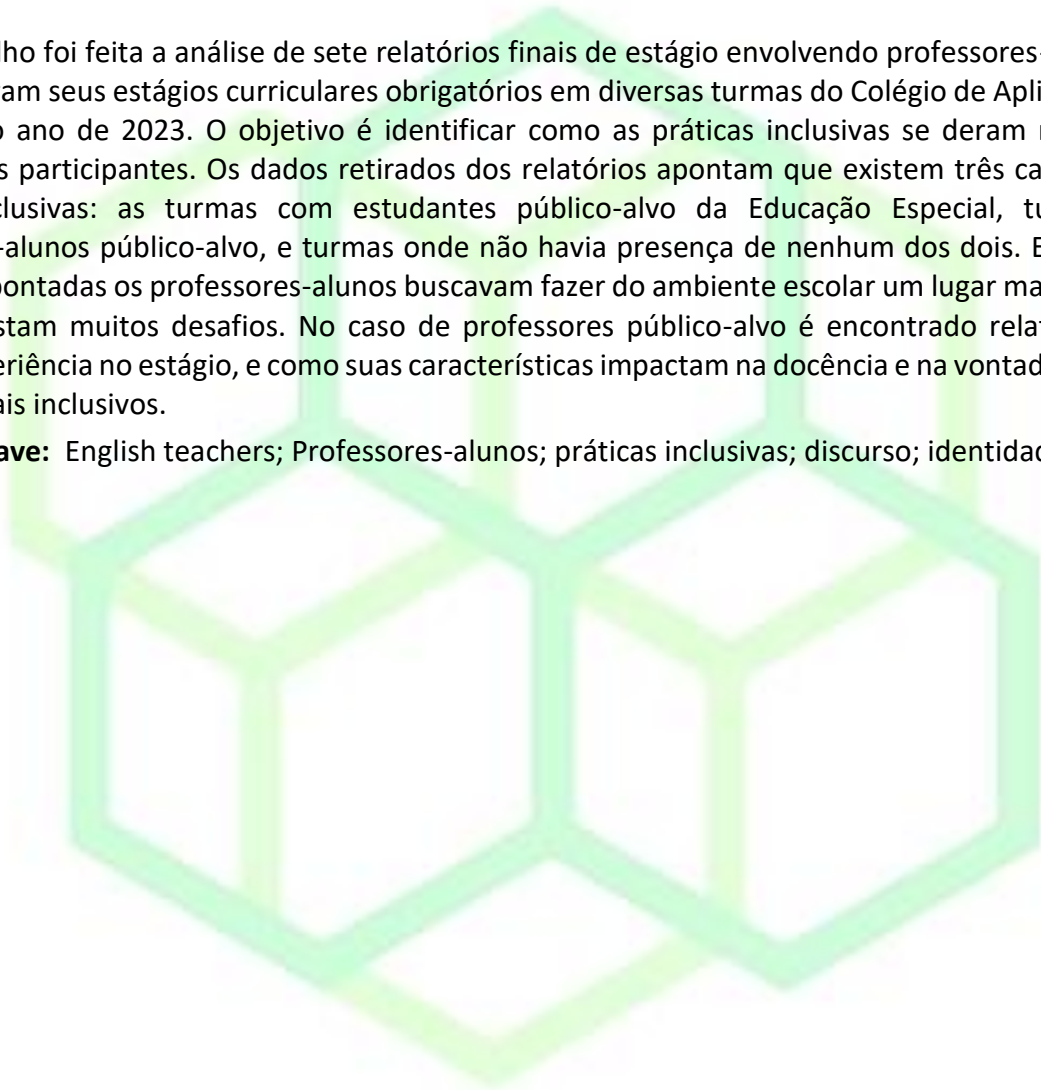 lho foi feita a análise de sete relatórios finais de estágio envolvendo professores-
am seus estágios curriculares obrigatórios em diversas turmas do Colégio de Apli
o ano de 2023. O objetivo é identificar como as práticas inclusivas se deram
s participantes. Os dados retirados dos relatórios apontam que existem três ca
clusivas: as turmas com estudantes público-alvo da Educação Especial, tu
-alunos público-alvo, e turmas onde não havia presença de nenhum dos dois. E
pontadas os professores-alunos buscavam fazer do ambiente escolar um lugar ma
stam muitos desafios. No caso de professores público-alvo é encontrado relat
eriência no estágio, e como suas características impactam na docência e na vontad
ais inclusivos.
ave: English teachers; Professores-alunos; práticas inclusivas; discurso; identidad